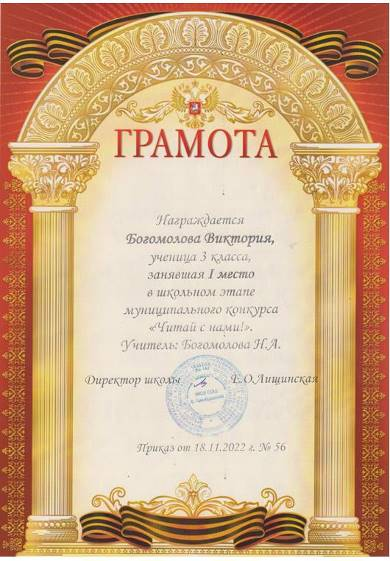 ГРАМОТА
Награждается
Богомолова Виктория,
ученица 3 класса,
занявшая I место
в школьном этапе
муниципального конкурса
«Читай с нами!».
Учитель: Богомолова Н.А.
Директор школы Е.О.Лищинская
Приказ от 18.11.2022 г. № 56